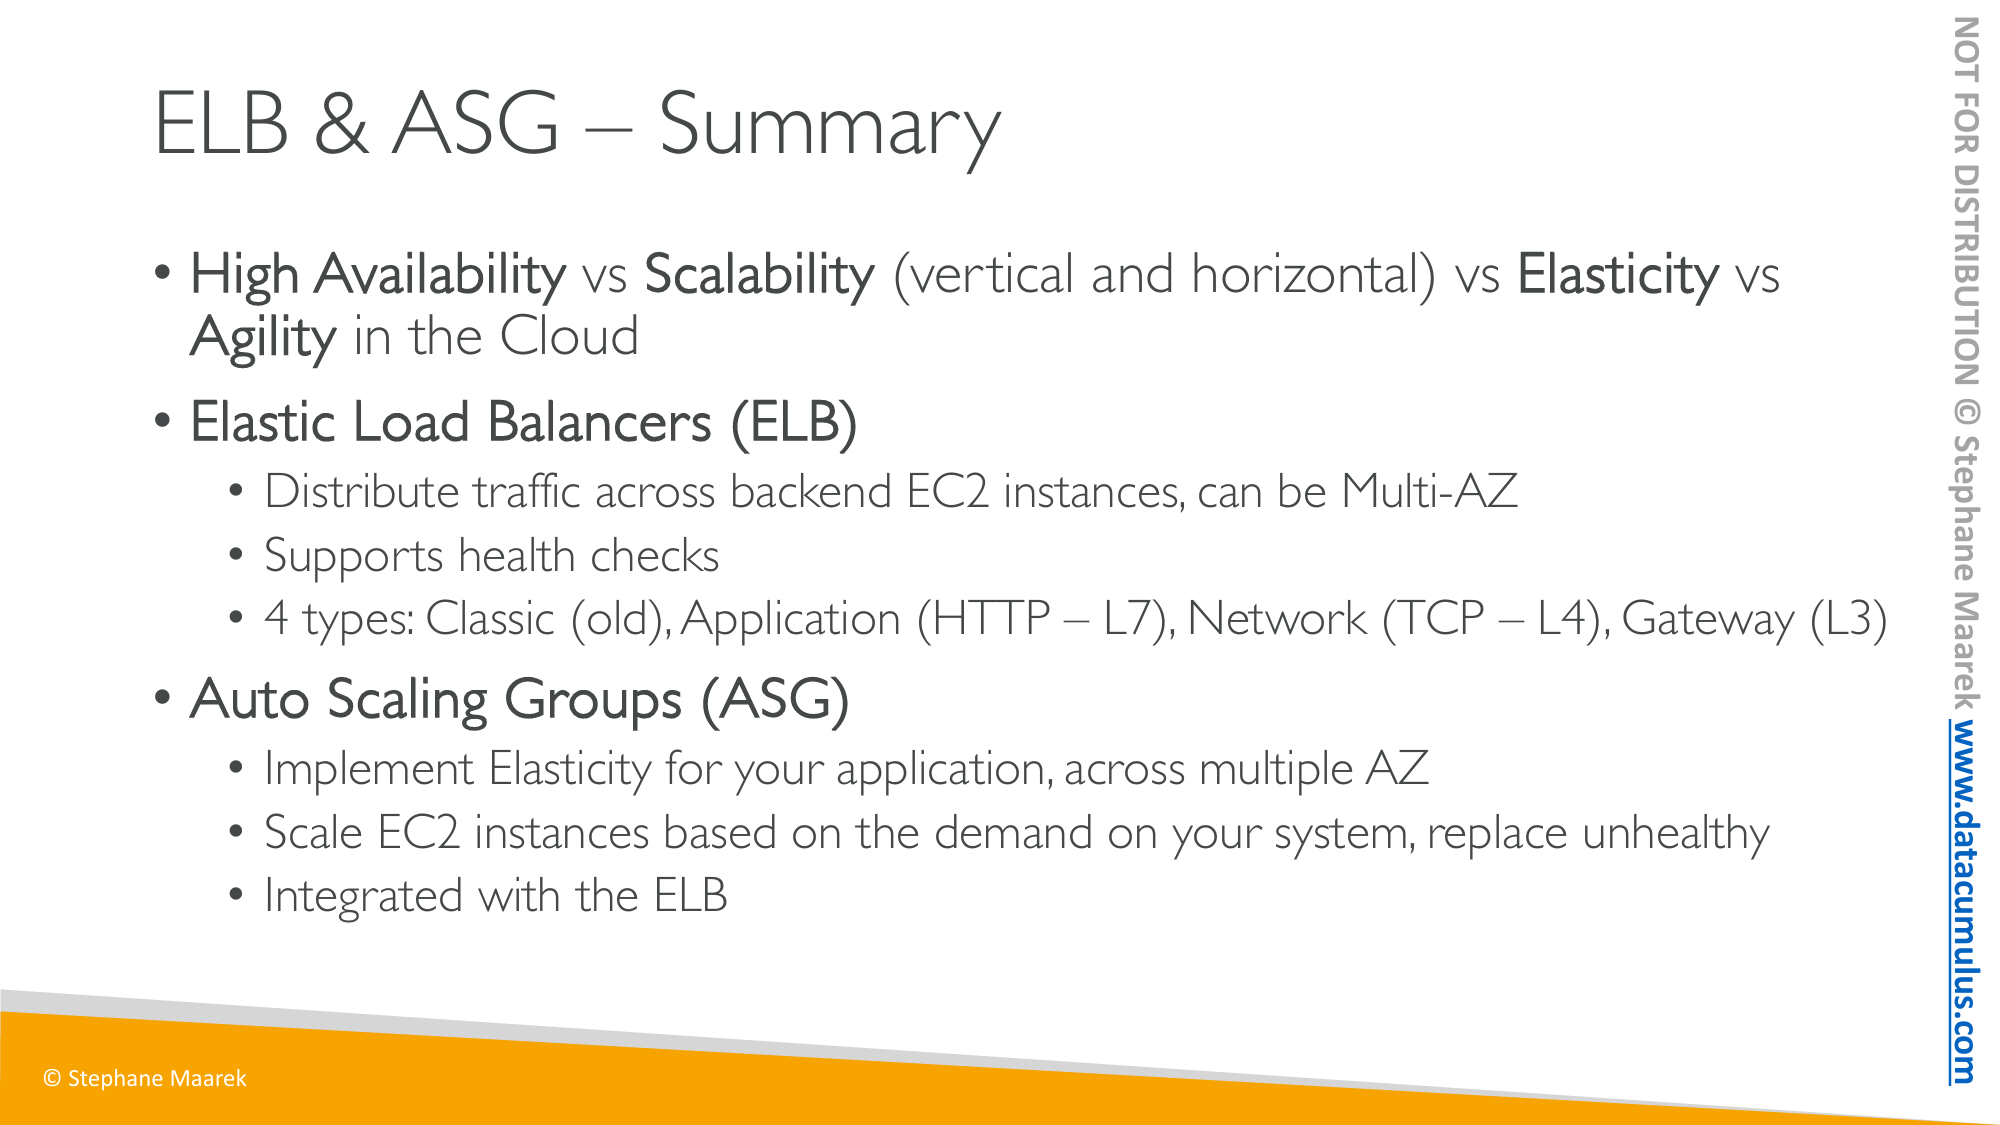 ELB & ASG – Summary
• High Availability vs Scalability (vertical and horizontal) vs Elasticity vs
Agility in the Cloud
• Elastic Load Balancers (ELB)
• Distribute traffic across backend EC2 instances, can be Multi-AZ
• Supports health checks
• 4 types: Classic (old), Application (HTTP – L7), Network (TCP – L4), Gateway (L3)
• Auto Scaling Groups (ASG)
• Implement Elasticity for your application, across multiple AZ
• Scale EC2 instances based on the demand on your system, replace unhealthy
• Integrated with the ELB
© Stephane Maarek
NOT FOR DISTRIBUTION © Stephane Maarek www.datacumulus.com